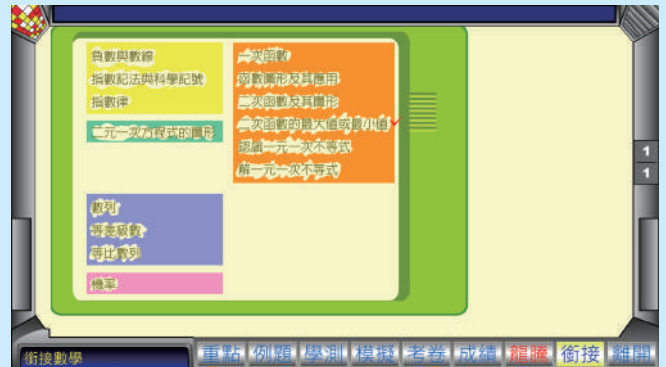 負數與數線
指數記法與科學記號
指數律
二元一次方程式的圖形
數列
等差級數
等比數列
機率
一次函數
函數圖形及其應用
二次函數及其圖形
二次函數的最大值或最小值
認識一元一次不等式
解一元一次不等式
1
1
銜接數學
重點 例題 學測 模擬 考卷 成績 龍騰 銜接 離開